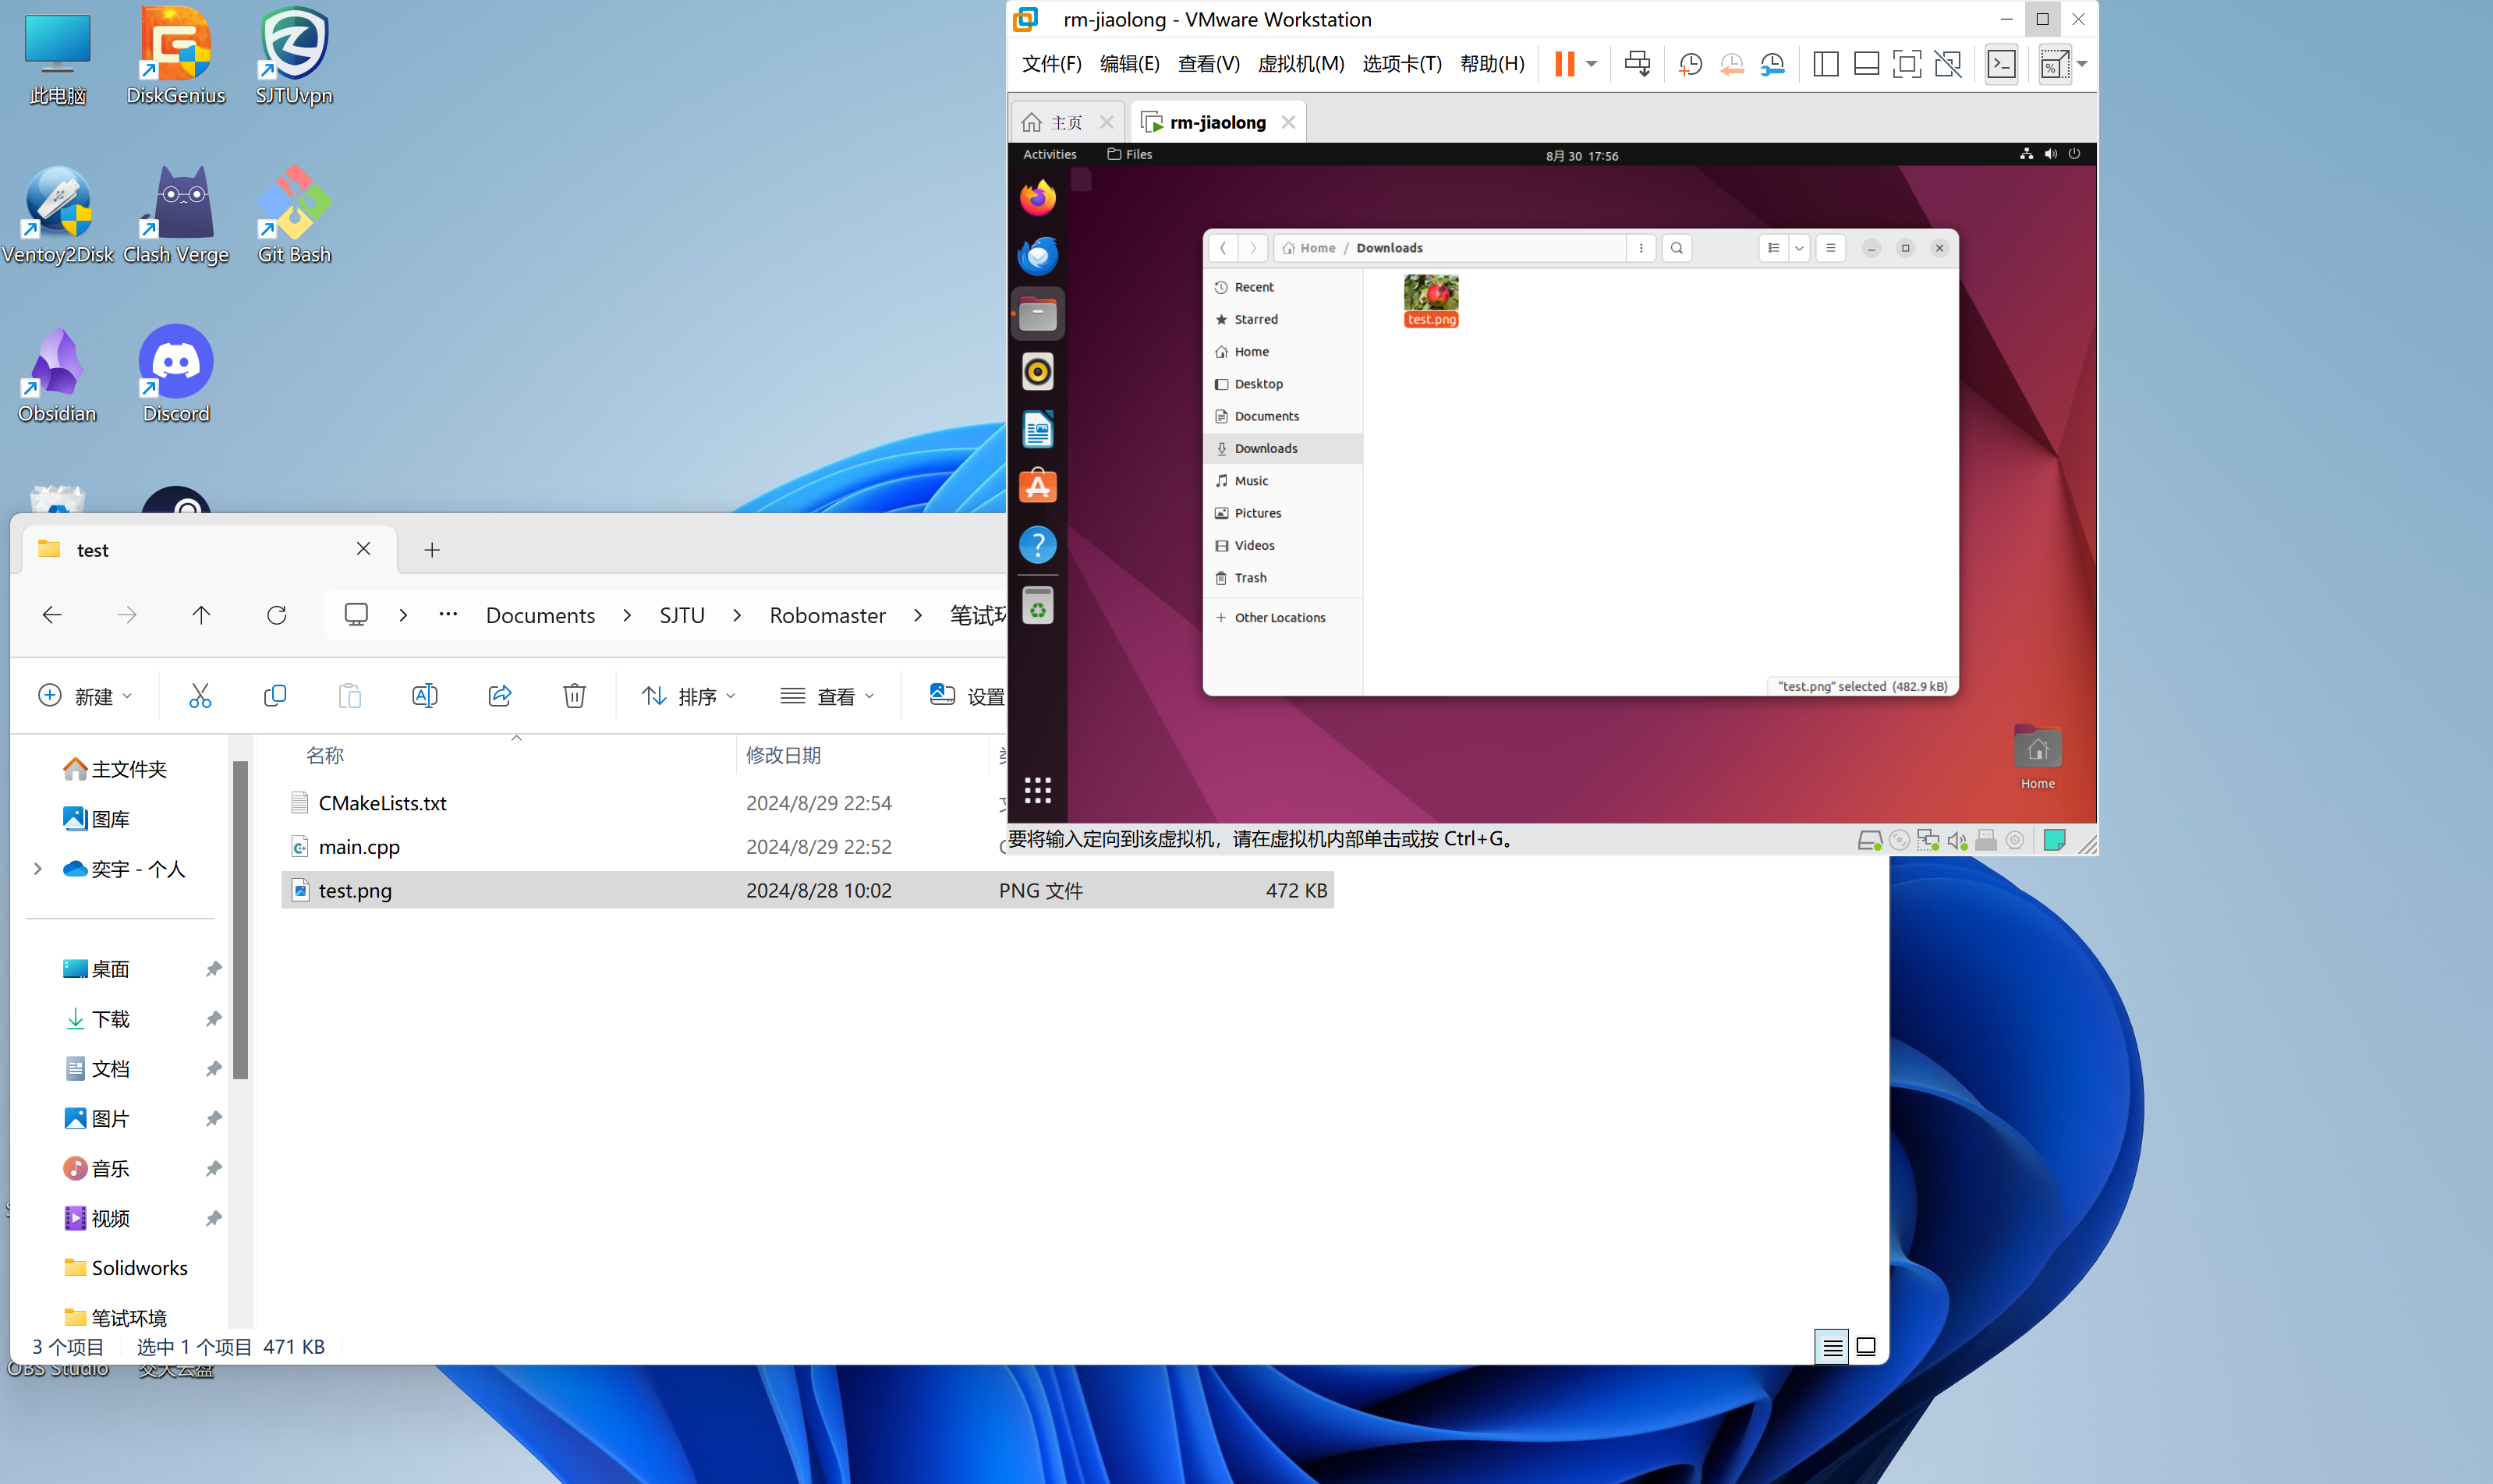 此电脑
DiskGenius
SJTUvpn
Ventoy2Disk
Clash Verge
Git Bash
Obsidian
Discord
rm-jiaolong - VMware Workstation
文件(F) 编辑(E) 查看(V) 虚拟机(M) 选项卡(T) 帮助(H)
主页
rm-jiaolong
Activities
Files
8月 30 17:56
Home / Downloads
Recent
Starred
Home
Desktop
Documents
Downloads
Music
Pictures
Videos
Trash
Other Locations
test.png
"test.png" selected (482.9 kB)
Home
要将输入定向到该虚拟机，请在虚拟机内部单击或按 Ctrl+G。
test
Documents > SJTU > Robomaster > 笔试环
新建
排序
查看
设置
名称
修改日期
CMakeLists.txt 2024/8/29 22:54
main.cpp 2024/8/29 22:52
test.png 2024/8/28 10:02 PNG 文件 472 KB
主文件夹
图库
奕宇 - 个人
桌面
下载
文档
图片
音乐
视频
Solidworks
笔试环境
3 个项目 选中 1 个项目 471 KB
OBS Studio
交大云盘